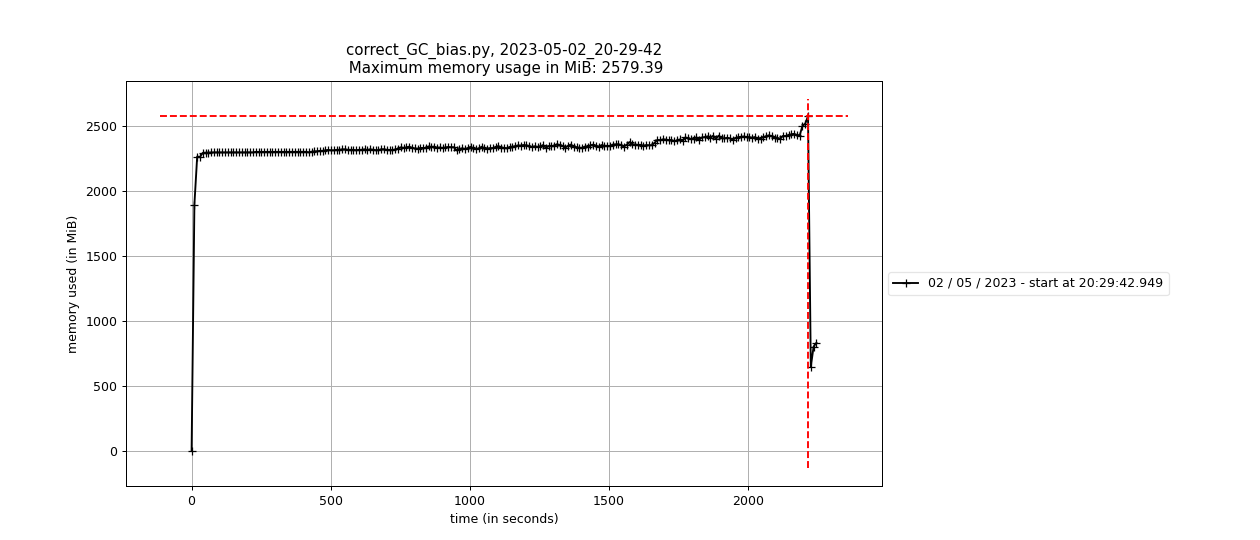 correct_GC_bias.py, 2023-05-02_20-29-42
Maximum memory usage in MiB: 2579.39
memory used (in MiB)
2500
2000
1500
1000
500
0
0 500 1000 1500 2000
time (in seconds)
02 / 05 / 2023 - start at 20:29:42.949